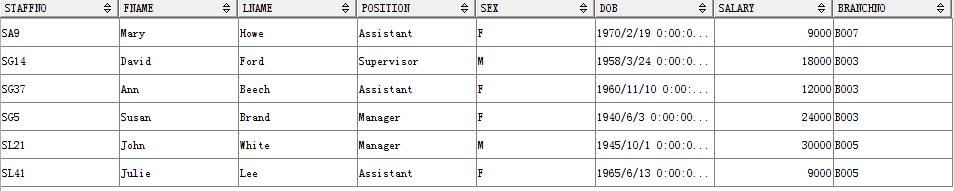 STAFFNO FNAME LNAME POSITION SEX DOB SALARY BRANCHNO
SA9 Mary Howe Assistant F 1970/2/19 0:00:0... 9000 B007
SG14 David Ford Supervisor M 1958/3/24 0:00:0... 18000 B003
SG37 Ann Beech Assistant F 1960/11/10 0:00:... 12000 B003
SG5 Susan Brand Manager F 1940/6/3 0:00:00... 24000 B003
SL21 John White Manager M 1945/10/1 0:00:0... 30000 B005
SL41 Julie Lee Assistant F 1965/6/13 0:00:0... 9000 B005